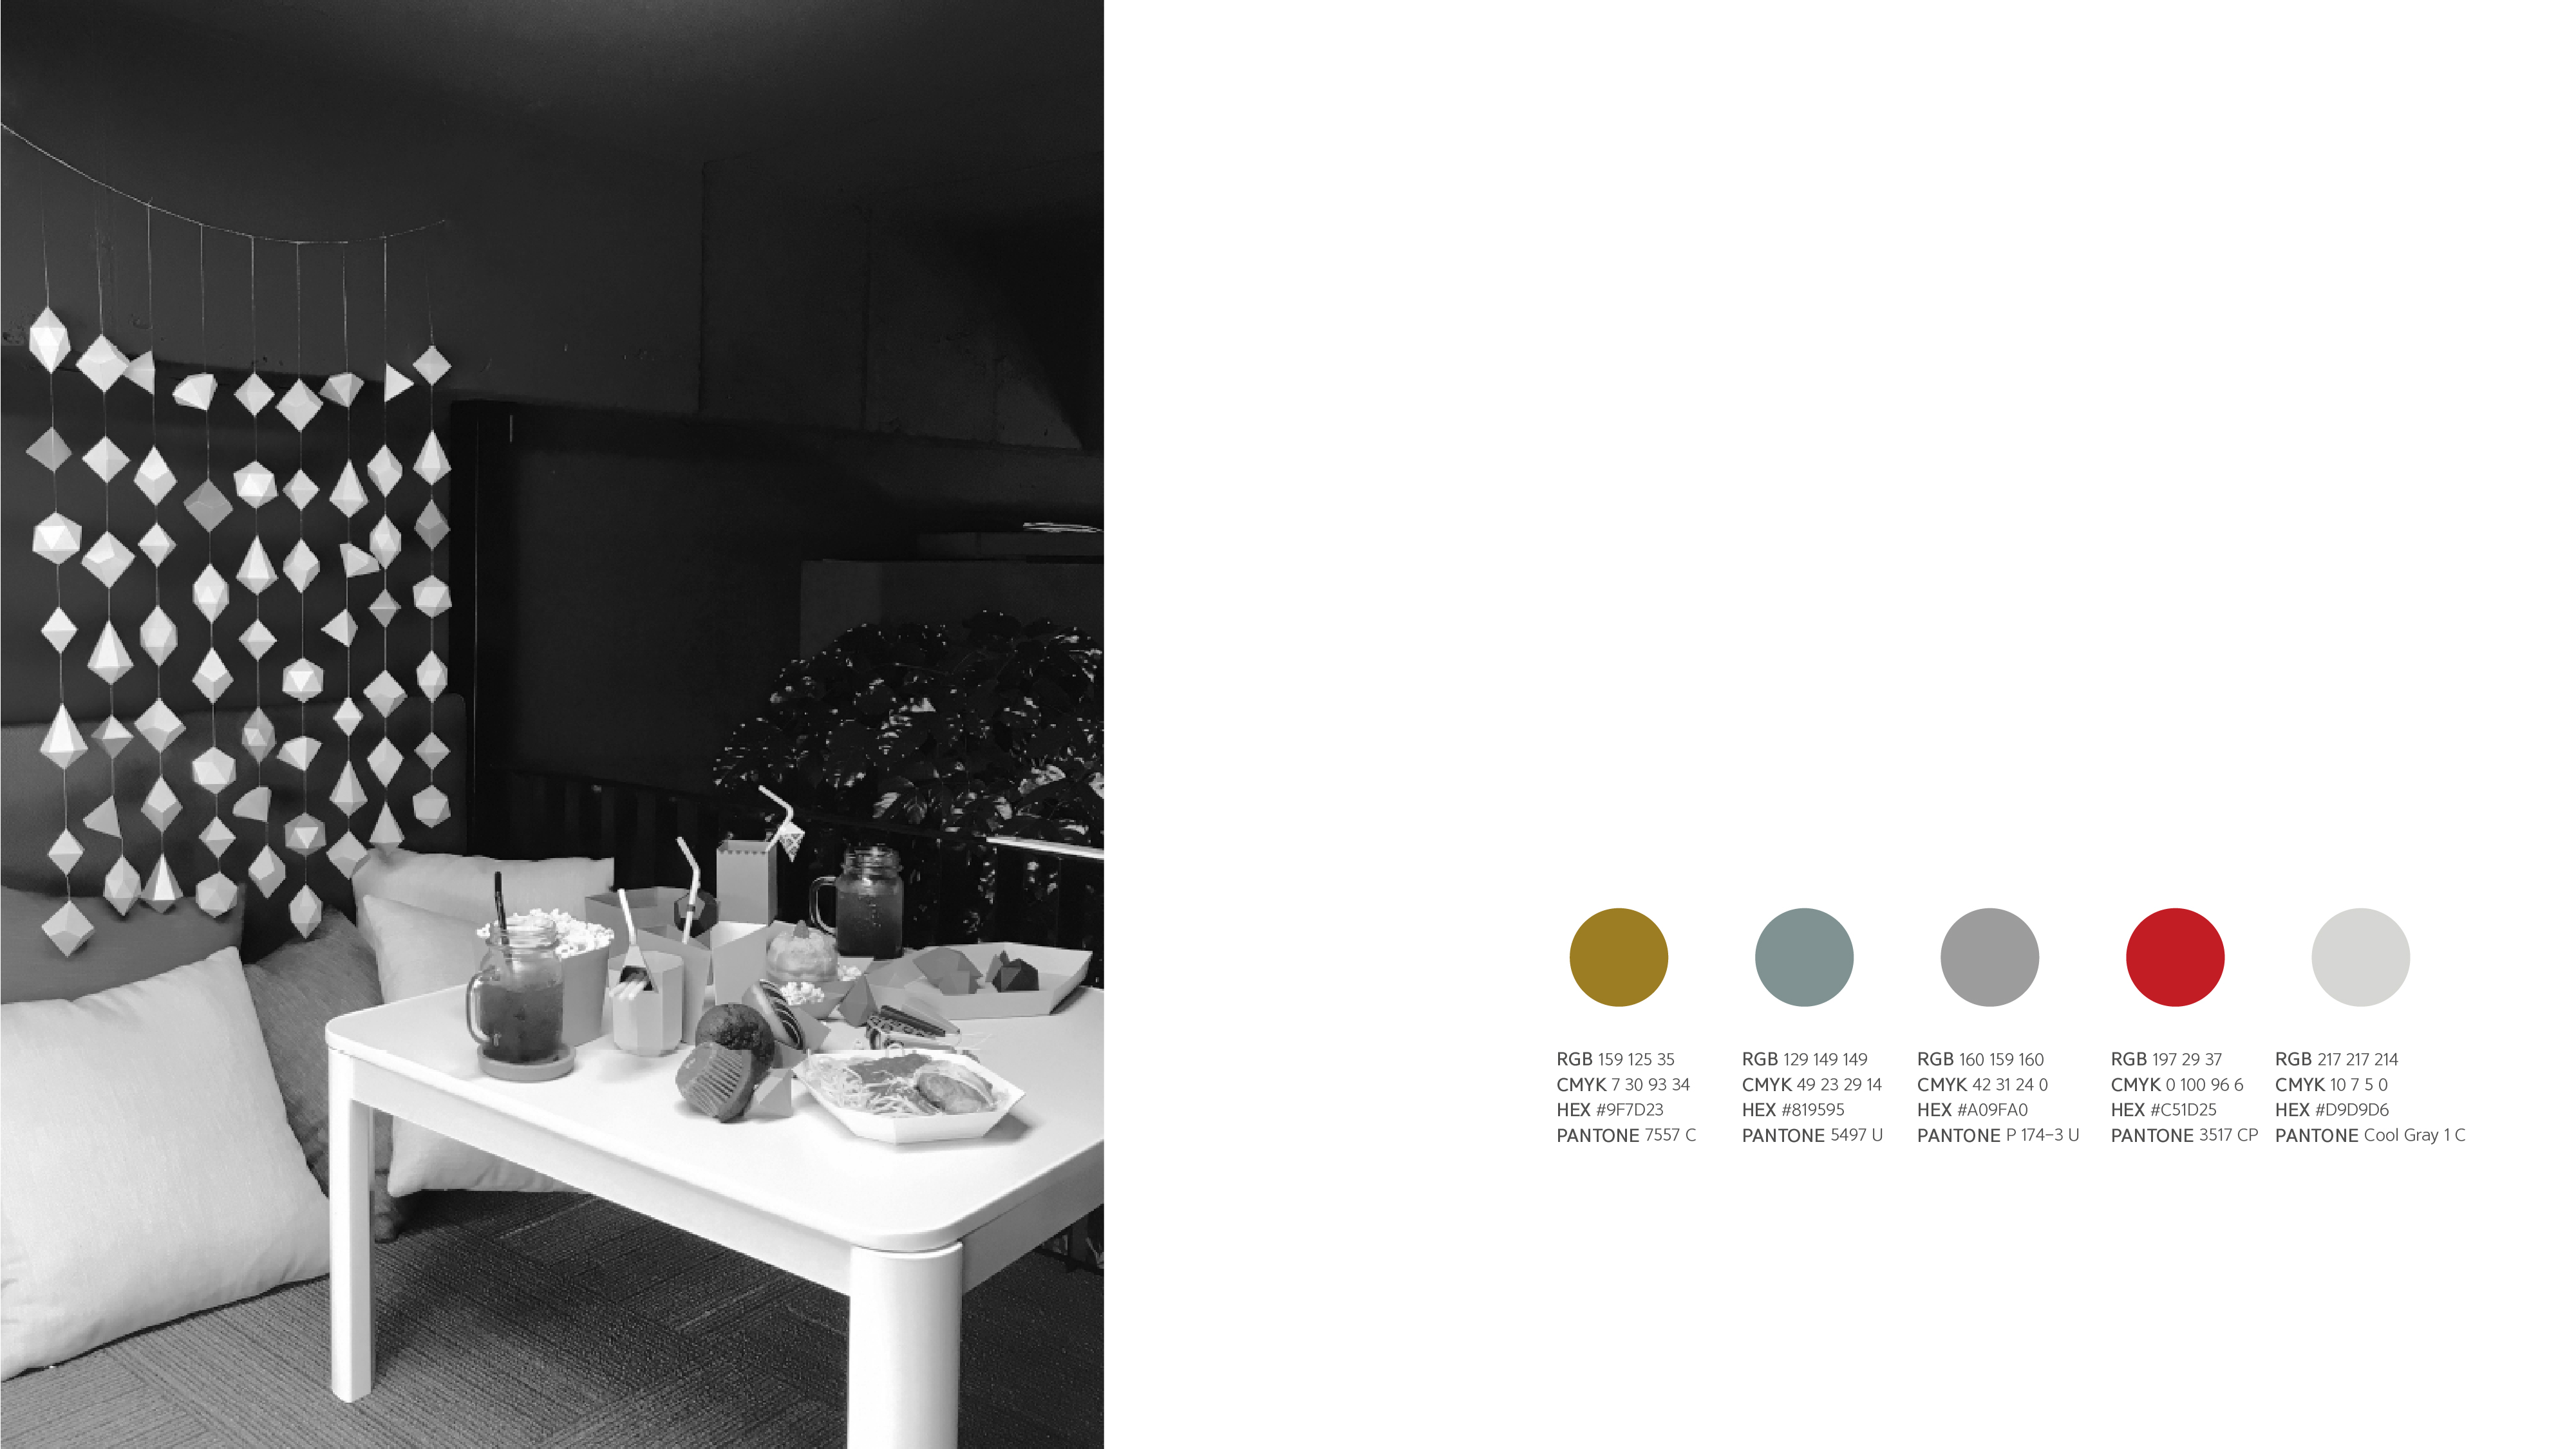 RGB 159 125 35
CMYK 7 30 93 34
HEX #9F7D23
PANTONE 7557 C
RGB 129 149 149
CMYK 49 23 29 14
HEX #819595
PANTONE 5497 U
RGB 160 159 160
CMYK 42 31 24 0
HEX #A09FA0
PANTONE P 174-3 U
RGB 197 29 37
CMYK 0 100 96 6
HEX #C51D25
PANTONE 3517 CP
RGB 217 217 214
CMYK 10 7 5 0
HEX #D9D9D6
PANTONE Cool Gray 1 C